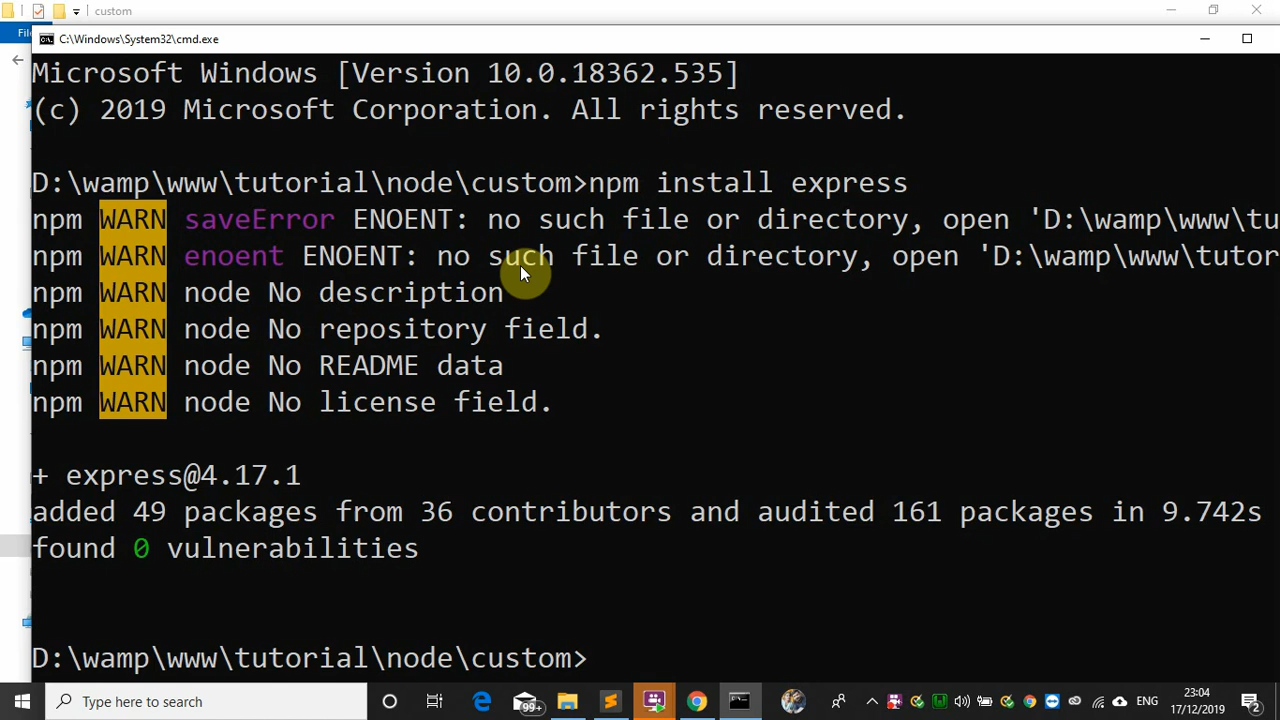 custom
Fil
C:\Windows\System32\cmd.exe
Microsoft Windows [Version 10.0.18362.535]
(c) 2019 Microsoft Corporation. All rights reserved.
D:\wamp\www\tutorial\node\custom>npm install express
npm WARN saveError ENOENT: no such file or directory, open 'D:\wamp\www\tu
npm WARN enoent ENOENT: no such file or directory, open 'D:\wamp\www\tutor
npm WARN node No description
npm WARN node No repository field.
npm WARN node No README data
npm WARN node No license field.
+ express@4.17.1
added 49 packages from 36 contributors and audited 161 packages in 9.742s
found 0 vulnerabilities
D:\wamp\www\tutorial\node\custom>
Type here to search
99+
ENG
23:04
17/12/2019
2